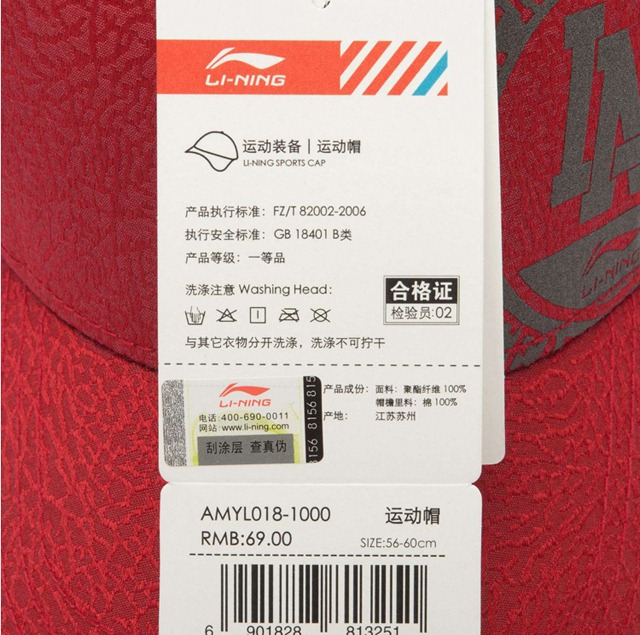 LI-NING
运动装备 | 运动帽
LI-NING SPORTS CAP
产品执行标准: FZ/T 82002-2006
执行安全标准: GB 18401 B类
产品等级: 一等品
洗涤注意 Washing Head:
合格证
检验员:02
与其它衣物分开洗涤, 洗涤不可拧干
LI-NING
电话:400-690-0011
网站:www.li-ning.com
刮涂层 查真伪
8156 8156 815
产品成份: 面料: 聚酯纤维 100%
帽檐里料: 棉 100%
产地: 江苏苏州
AMYL018-1000 运动帽
RMB:69.00 SIZE:56-60cm
6 901828 813251
LI-NING